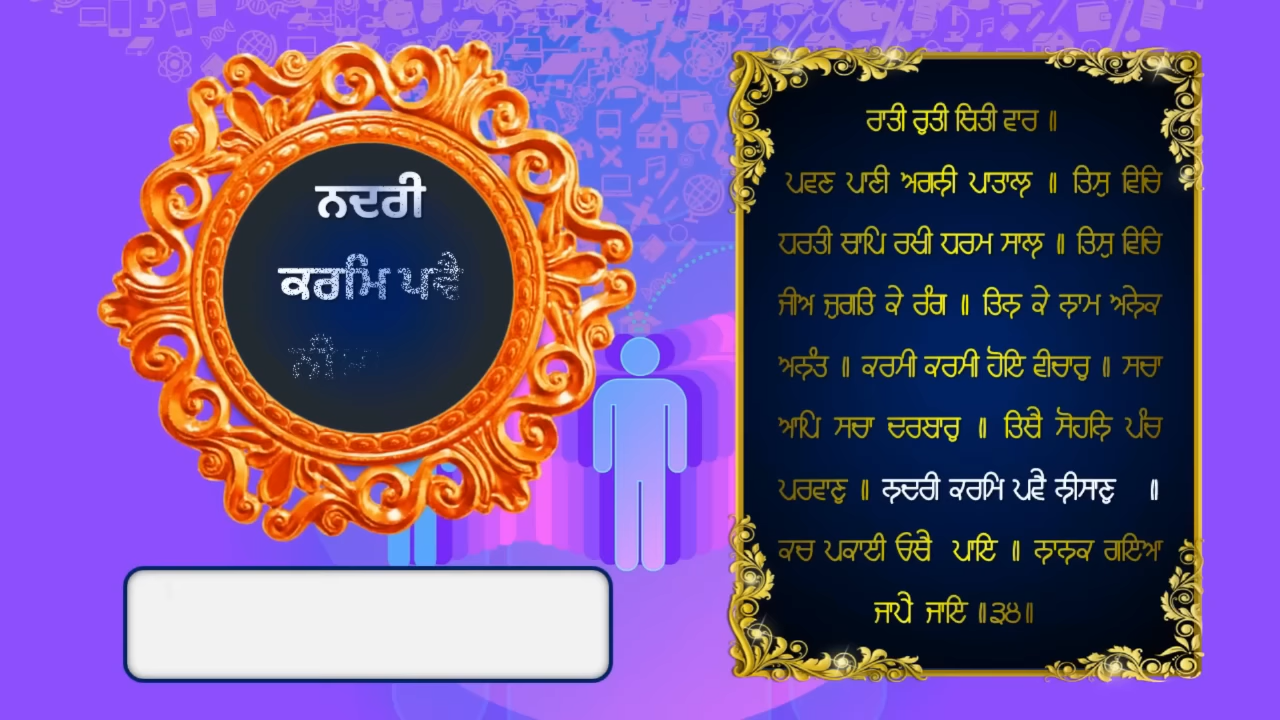 ਨਦਰੀ
ਕਰਮਿ ਪਵੈ
ਰਾਤੀ ਰੁਤੀ ਥਿਤੀ ਵਾਰ ॥
ਪਵਣ ਪਾਣੀ ਅਗਨੀ ਪਾਤਾਲ ॥ ਤਿਸੁ ਵਿਚਿ
ਧਰਤੀ ਥਾਪਿ ਰਖੀ ਧਰਮ ਸਾਲ ॥ ਤਿਸੁ ਵਿਚਿ
ਜੀਅ ਜੁਗਤਿ ਕੇ ਰੰਗ ॥ ਤਿਨ ਕੇ ਨਾਮ ਅਨੇਕ
ਅਨੰਤ ॥ ਕਰਮੀ ਕਰਮੀ ਹੋਇ ਵੀਚਾਰੁ ॥ ਸਚਾ
ਆਪਿ ਸਚਾ ਦਰਬਾਰੁ ॥ ਤਿਥੈ ਸੋਹਨਿ ਪੰਚ
ਪਰਵਾਣੁ ॥ ਨਦਰੀ ਕਰਮਿ ਪਵੈ ਨੀਸਾਣੁ ॥
ਕਚ ਪਕਾਈ ਓਥੈ ਪਾਇ ॥ ਨਾਨਕ ਗਇਆ
ਜਾਪੈ ਜਾਇ ॥੩੪॥